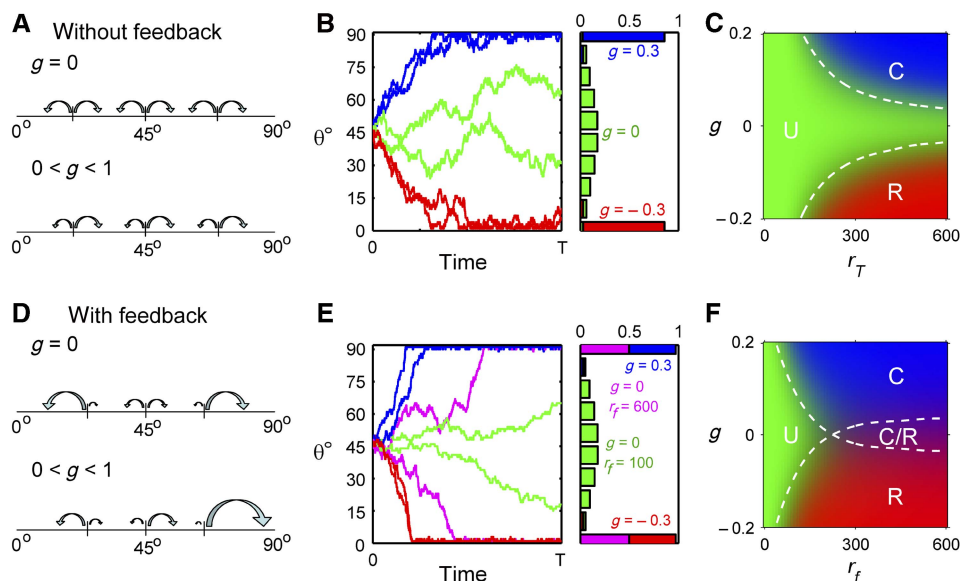 A Without feedback
g = 0
0° 45° 90°
0 < g < 1
0° 45° 90°
B
θ°
90
75
60
45
30
15
0
0 T
Time
0 0.5 1
g = 0.3
g = 0
g = − 0.3
C
g
0.2
0
−0.2
C
U
R
0 300 600
r_T
D With feedback
g = 0
0° 45° 90°
0 < g < 1
0° 45° 90°
E
θ°
90
75
60
45
30
15
0
0 T
Time
0 0.5 1
g = 0.3
g = 0
r_f = 600
g = 0
r_f = 100
g = − 0.3
F
g
0.2
0
−0.2
C
U C/R
R
0 300 600
r_f